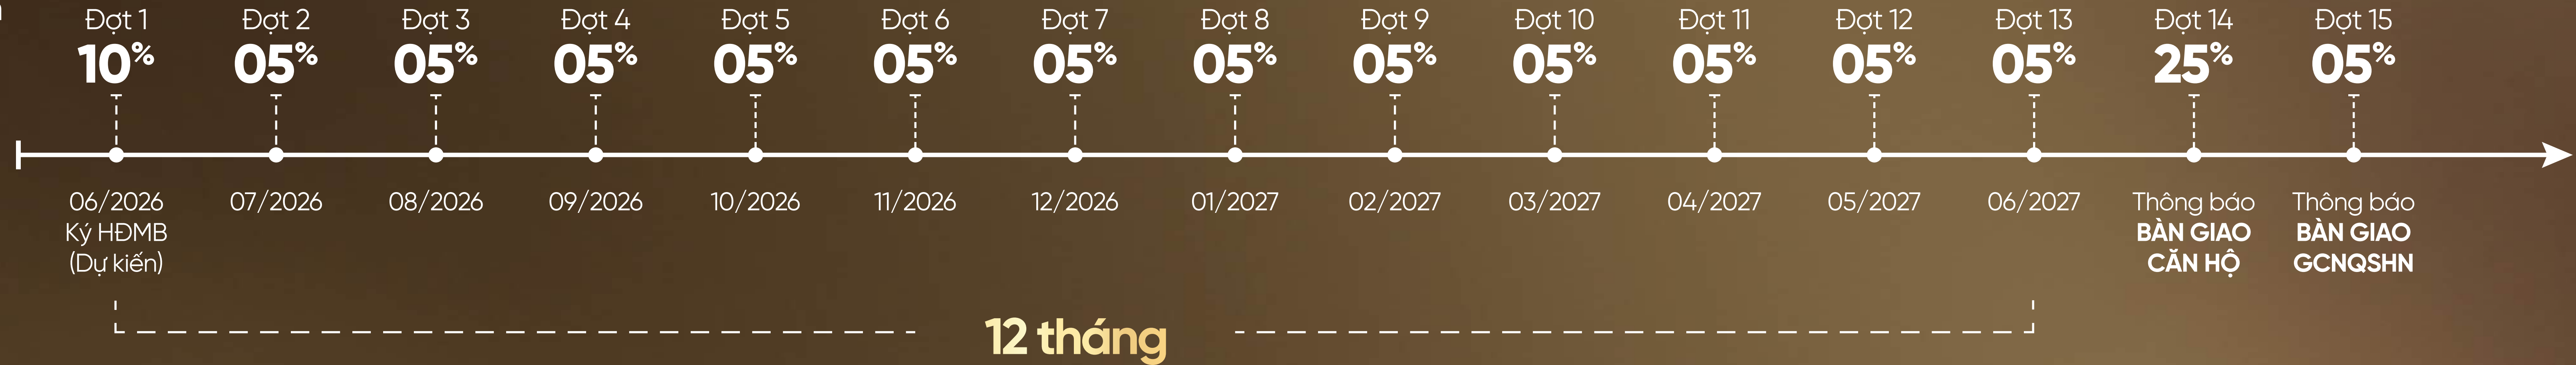 Đợt 1 Đợt 2 Đợt 3 Đợt 4 Đợt 5 Đợt 6 Đợt 7 Đợt 8 Đợt 9 Đợt 10 Đợt 11 Đợt 12 Đợt 13 Đợt 14 Đợt 15
10% 05% 05% 05% 05% 05% 05% 05% 05% 05% 05% 05% 05% 25% 05%
06/2026 07/2026 08/2026 09/2026 10/2026 11/2026 12/2026 01/2027 02/2027 03/2027 04/2027 05/2027 06/2027 Thông báo Thông báo
Ký HĐMB BÀN GIAO BÀN GIAO
(Dự kiến) CĂN HỘ GCNQSHN
12 tháng